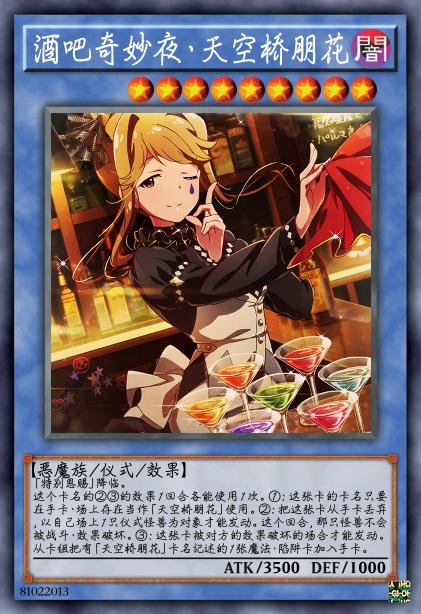 酒吧奇妙夜·天空桥朋花 闇
【恶魔族/仪式/效果】
「特别恩赐」降临。
这个卡名的②③的效果1回合各能使用1次。①:这张卡的卡名只要
在手卡·场上存在当作「天空桥朋花」使用。②:把这张卡从手卡丢弃
,以自己场上1只仪式怪兽为对象才能发动。这个回合,那只怪兽不会
被战斗·效果破坏。③:这张卡被对方的效果破坏的场合才能发动。
从卡组把有「天空桥朋花」卡名记述的1张魔法·陷阱卡加入手卡。
ATK/3500 DEF/1000
81022013